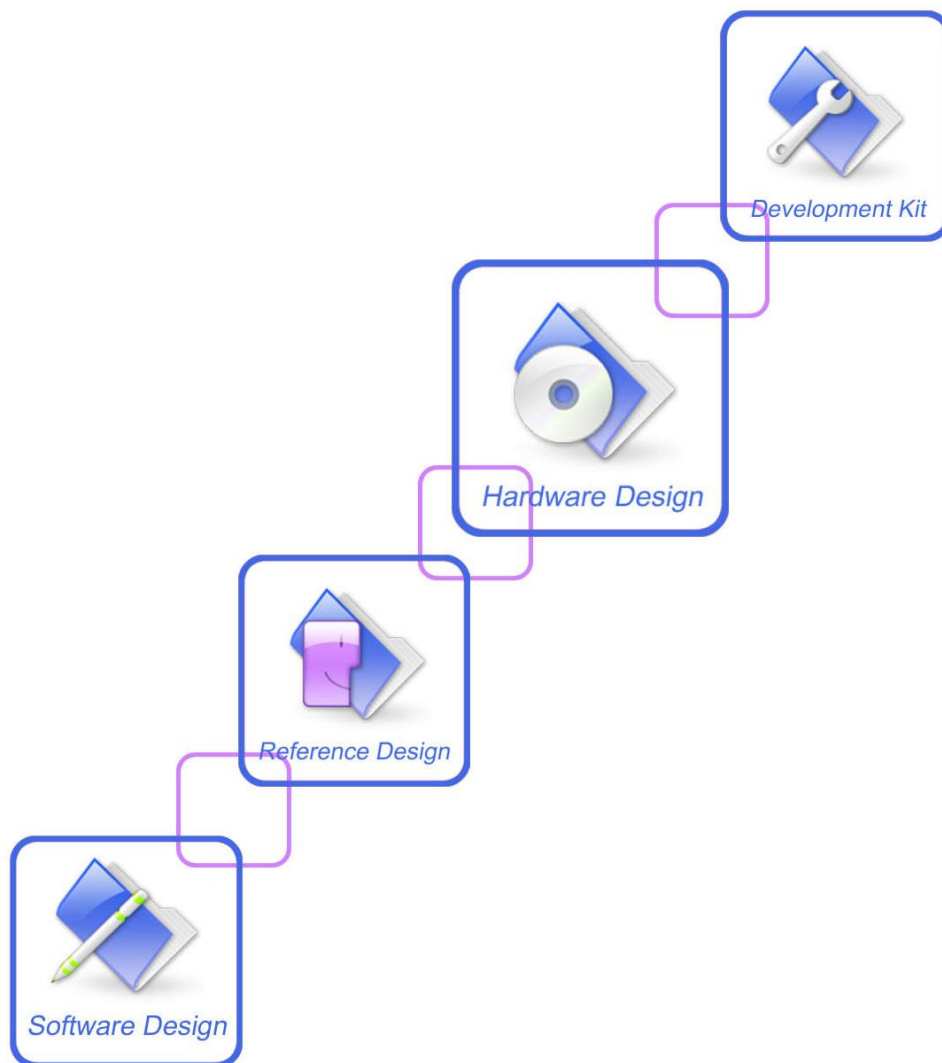 Development Kit
Hardware Design
Reference Design
Software Design